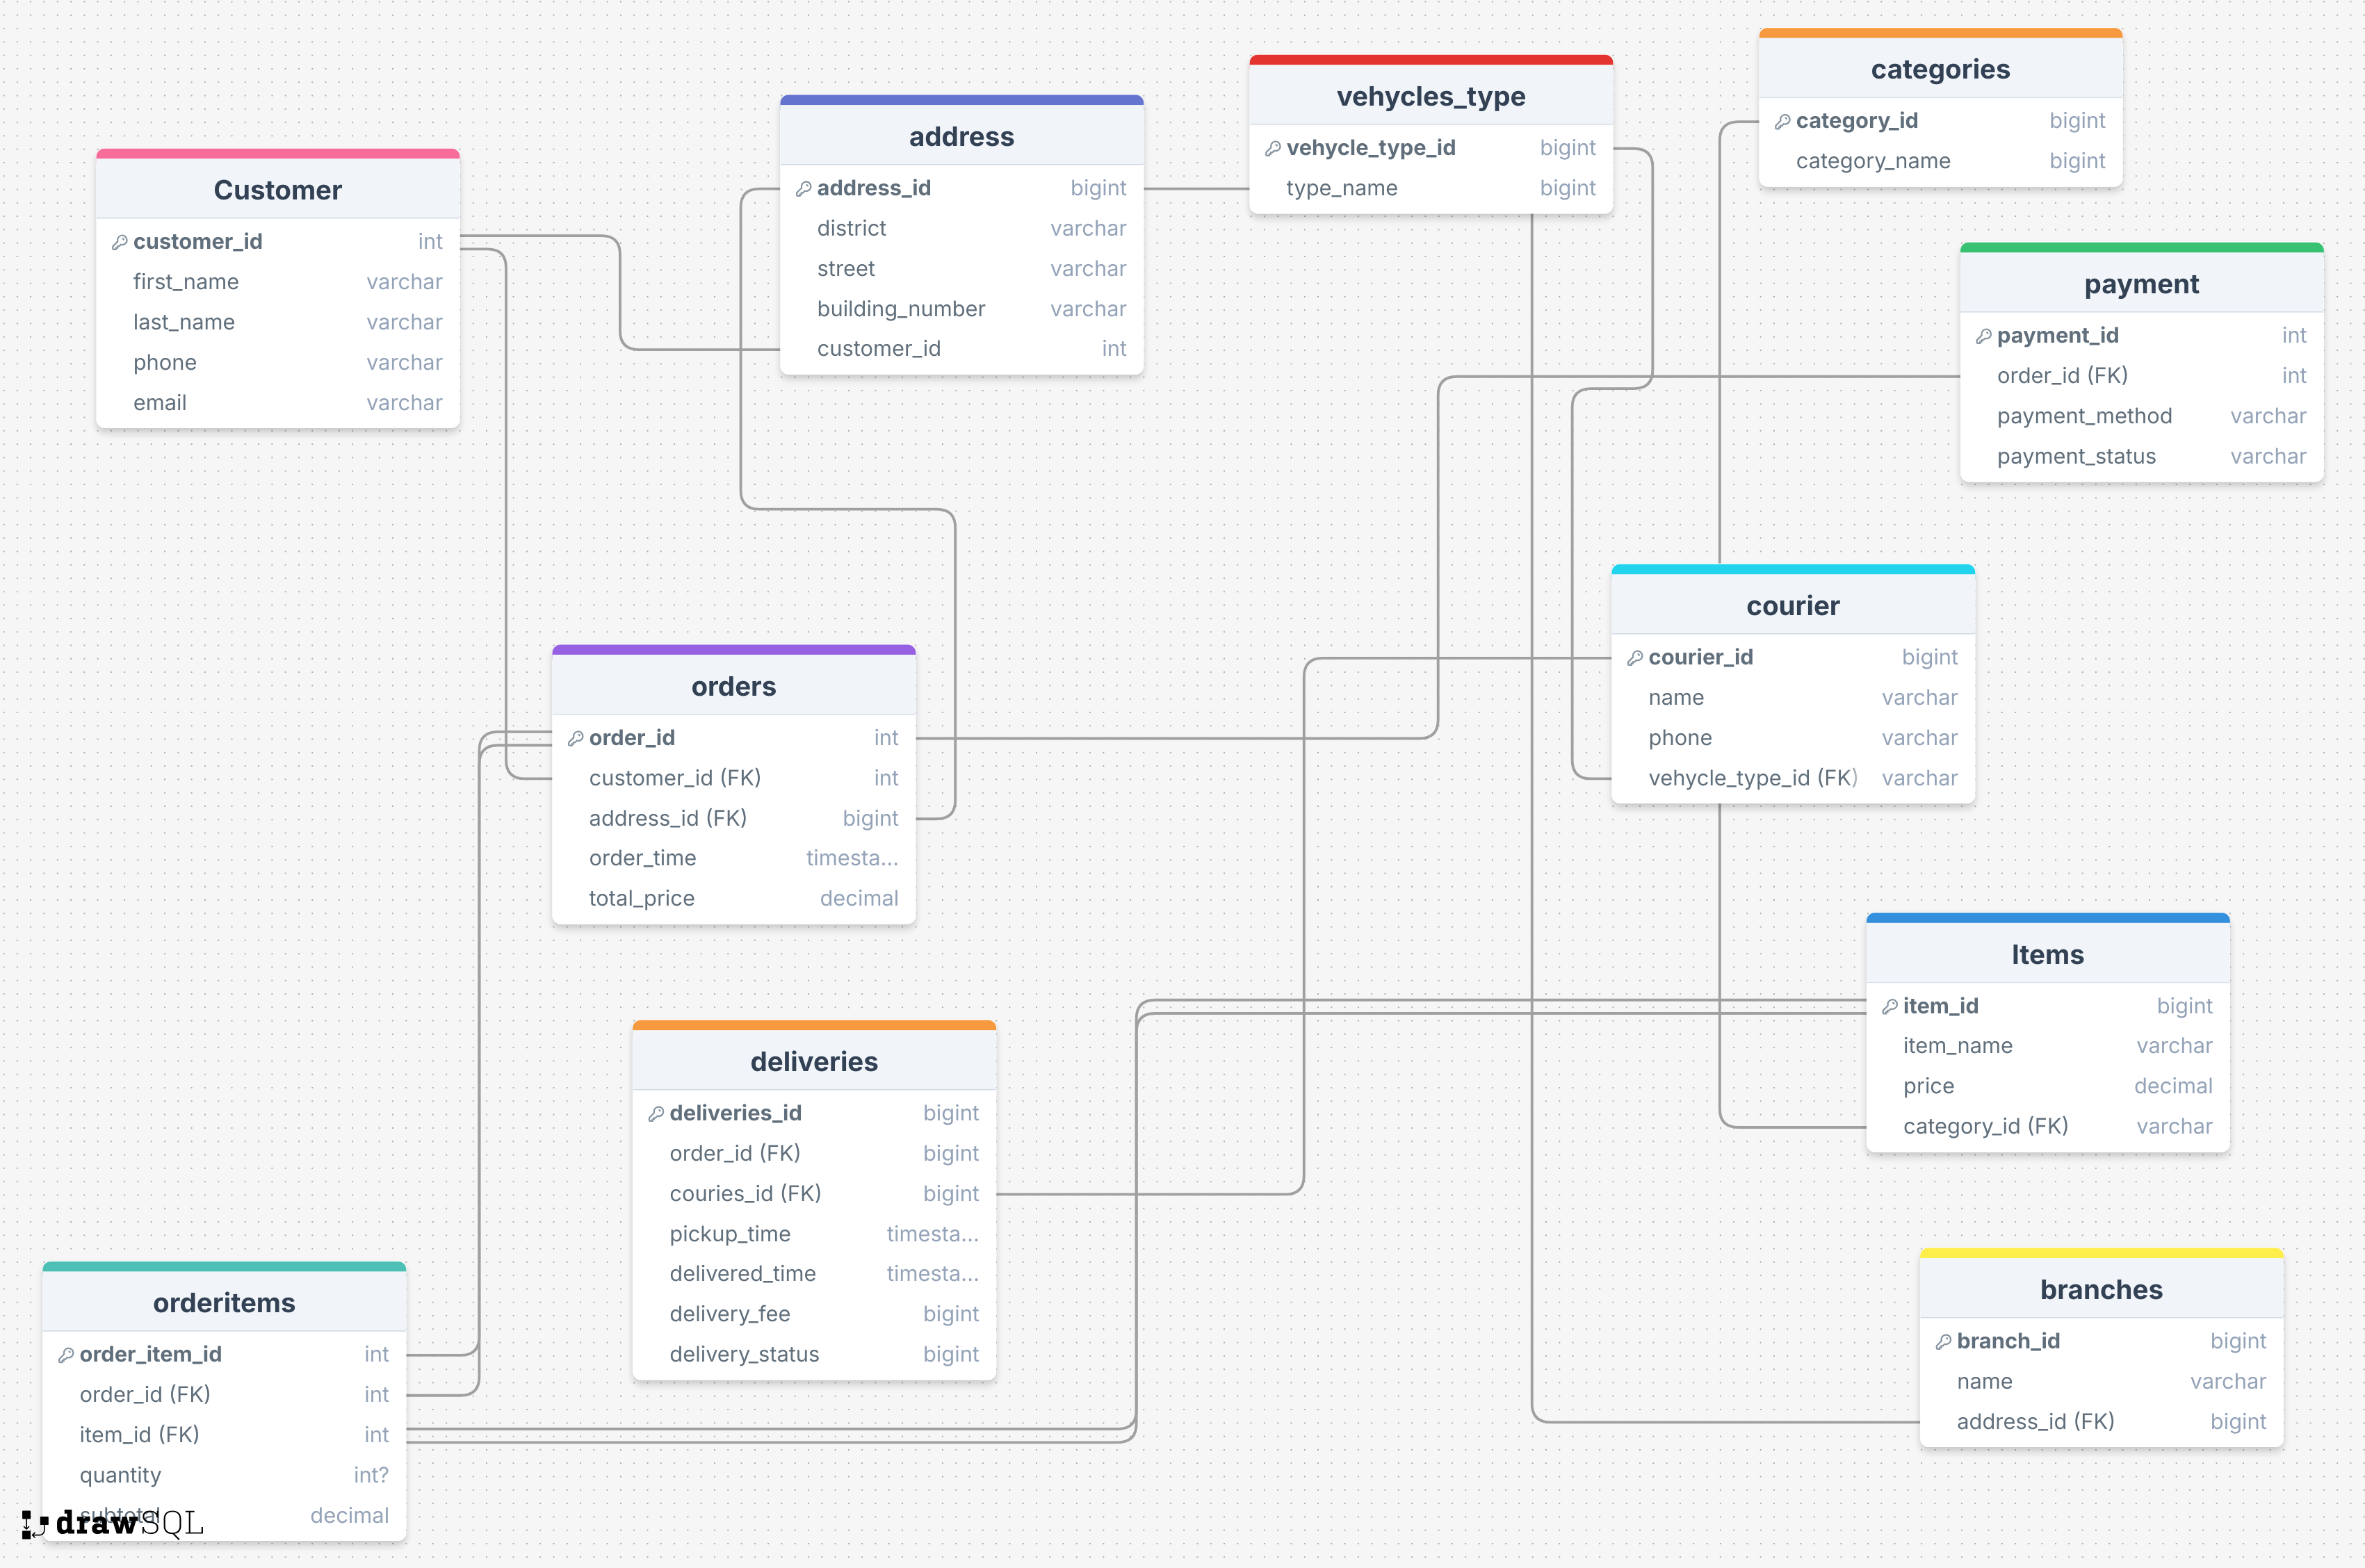 Customer
customer_id int
first_name varchar
last_name varchar
phone varchar
email varchar
address
address_id bigint
district varchar
street varchar
building_number varchar
customer_id int
vehycles_type
vehycle_type_id bigint
type_name bigint
categories
category_id bigint
category_name bigint
payment
payment_id int
order_id (FK) int
payment_method varchar
payment_status varchar
orders
order_id int
customer_id (FK) int
address_id (FK) bigint
order_time timesta...
total_price decimal
courier
courier_id bigint
name varchar
phone varchar
vehycle_type_id (FK) varchar
Items
item_id bigint
item_name varchar
price decimal
category_id (FK) varchar
deliveries
deliveries_id bigint
order_id (FK) bigint
couries_id (FK) bigint
pickup_time timesta...
delivered_time timesta...
delivery_fee bigint
delivery_status bigint
branches
branch_id bigint
name varchar
address_id (FK) bigint
orderitems
order_item_id int
order_id (FK) int
item_id (FK) int
quantity int?
subtotal decimal
drawSQL